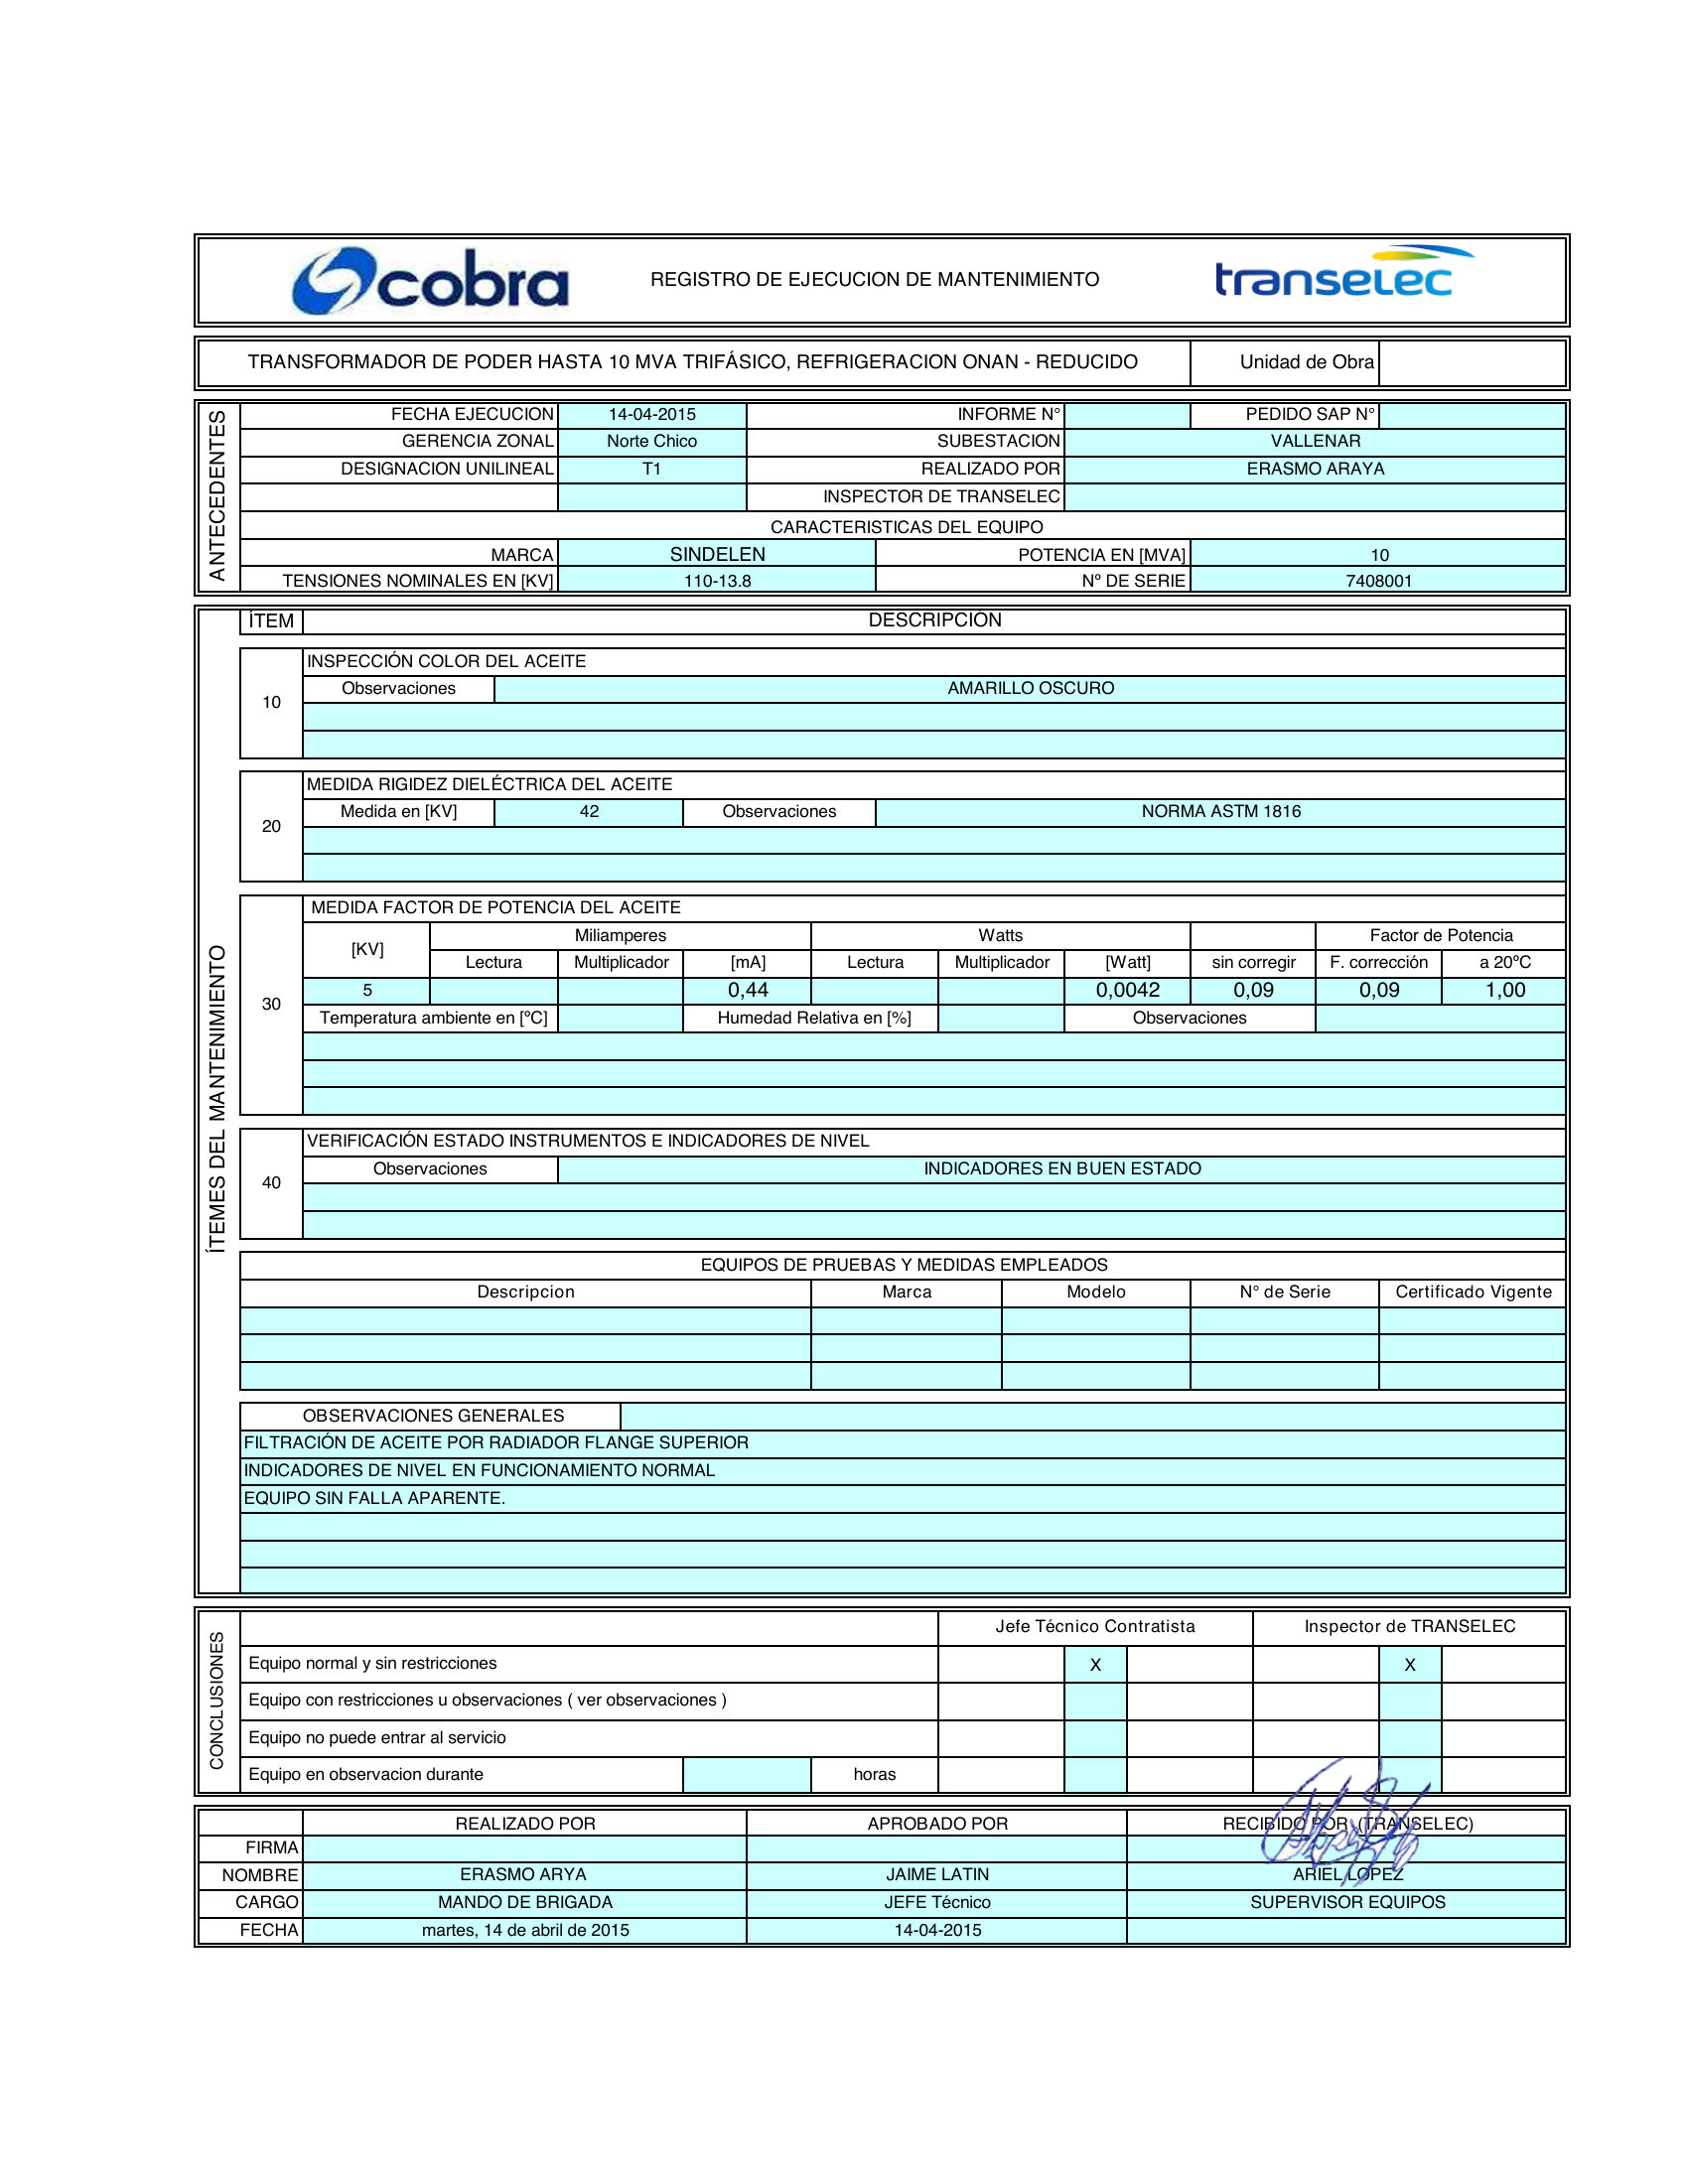 cobra REGISTRO DE EJECUCION DE MANTENIMIENTO transelec
TRANSFORMADOR DE PODER HASTA 10 MVA TRIFÁSICO, REFRIGERACION ONAN - REDUCIDO Unidad de Obra
ANTECEDENTES
FECHA EJECUCION 14-04-2015 INFORME N° PEDIDO SAP N°
GERENCIA ZONAL Norte Chico SUBESTACION VALLENAR
DESIGNACION UNILINEAL T1 REALIZADO POR ERASMO ARAYA
INSPECTOR DE TRANSELEC
CARACTERISTICAS DEL EQUIPO
MARCA SINDELEN POTENCIA EN [MVA] 10
TENSIONES NOMINALES EN [KV] 110-13.8 Nº DE SERIE 7408001
ÍTEMES DEL MANTENIMIENTO
ÍTEM DESCRIPCIÓN
10 INSPECCIÓN COLOR DEL ACEITE
Observaciones AMARILLO OSCURO
20 MEDIDA RIGIDEZ DIELÉCTRICA DEL ACEITE
Medida en [KV] 42 Observaciones NORMA ASTM 1816
30 MEDIDA FACTOR DE POTENCIA DEL ACEITE
[KV] Miliamperes Watts Factor de Potencia
Lectura Multiplicador [mA] Lectura Multiplicador [Watt] sin corregir F. corrección a 20ºC
5 0,44 0,0042 0,09 0,09 1,00
Temperatura ambiente en [ºC] Humedad Relativa en [%] Observaciones
40 VERIFICACIÓN ESTADO INSTRUMENTOS E INDICADORES DE NIVEL
Observaciones INDICADORES EN BUEN ESTADO
EQUIPOS DE PRUEBAS Y MEDIDAS EMPLEADOS
Descripcion Marca Modelo N° de Serie Certificado Vigente
OBSERVACIONES GENERALES
FILTRACIÓN DE ACEITE POR RADIADOR FLANGE SUPERIOR
INDICADORES DE NIVEL EN FUNCIONAMIENTO NORMAL
EQUIPO SIN FALLA APARENTE.
CONCLUSIONES
Jefe Técnico Contratista Inspector de TRANSELEC
Equipo normal y sin restricciones X X
Equipo con restricciones u observaciones ( ver observaciones )
Equipo no puede entrar al servicio
Equipo en observacion durante horas
REALIZADO POR APROBADO POR RECIBIDO POR (TRANSELEC)
FIRMA
NOMBRE ERASMO ARYA JAIME LATIN ARIEL LOPEZ
CARGO MANDO DE BRIGADA JEFE Técnico SUPERVISOR EQUIPOS
FECHA martes, 14 de abril de 2015 14-04-2015